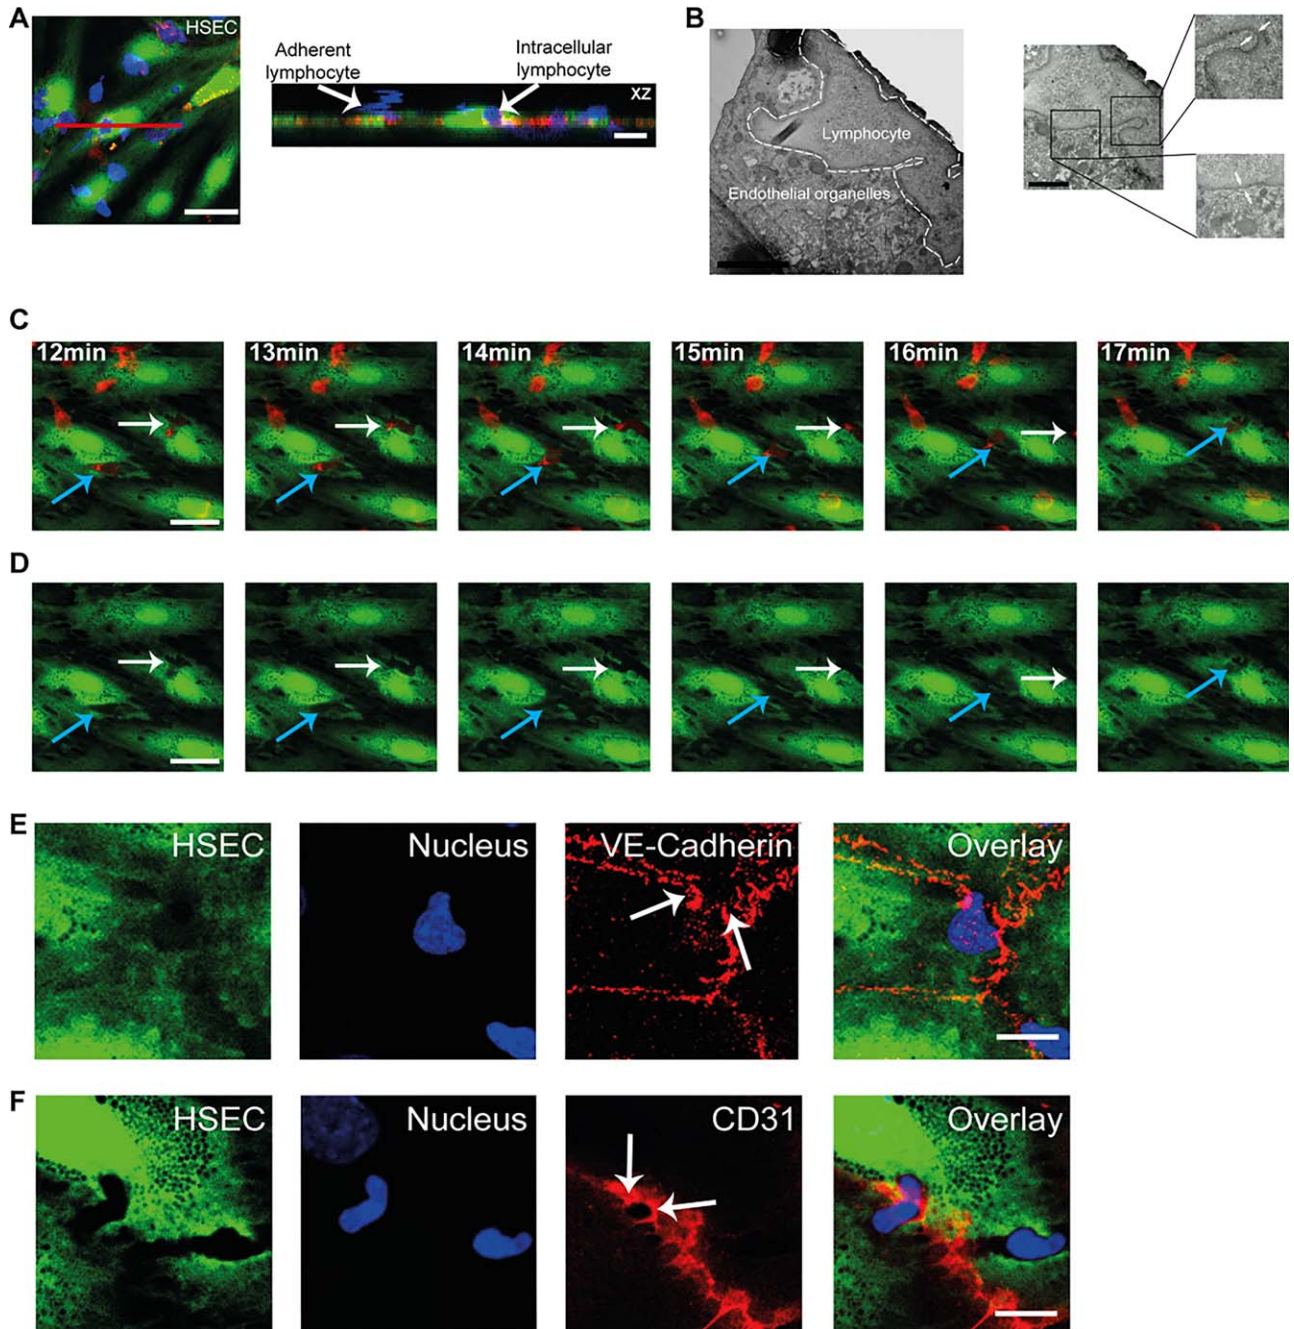 A
HSEC
Adherent
lymphocyte
Intracellular
lymphocyte
XZ
B
Lymphocyte
Endothelial organelles
C
12min
13min
14min
15min
16min
17min
D
E
HSEC
Nucleus
VE-Cadherin
Overlay
F
HSEC
Nucleus
CD31
Overlay